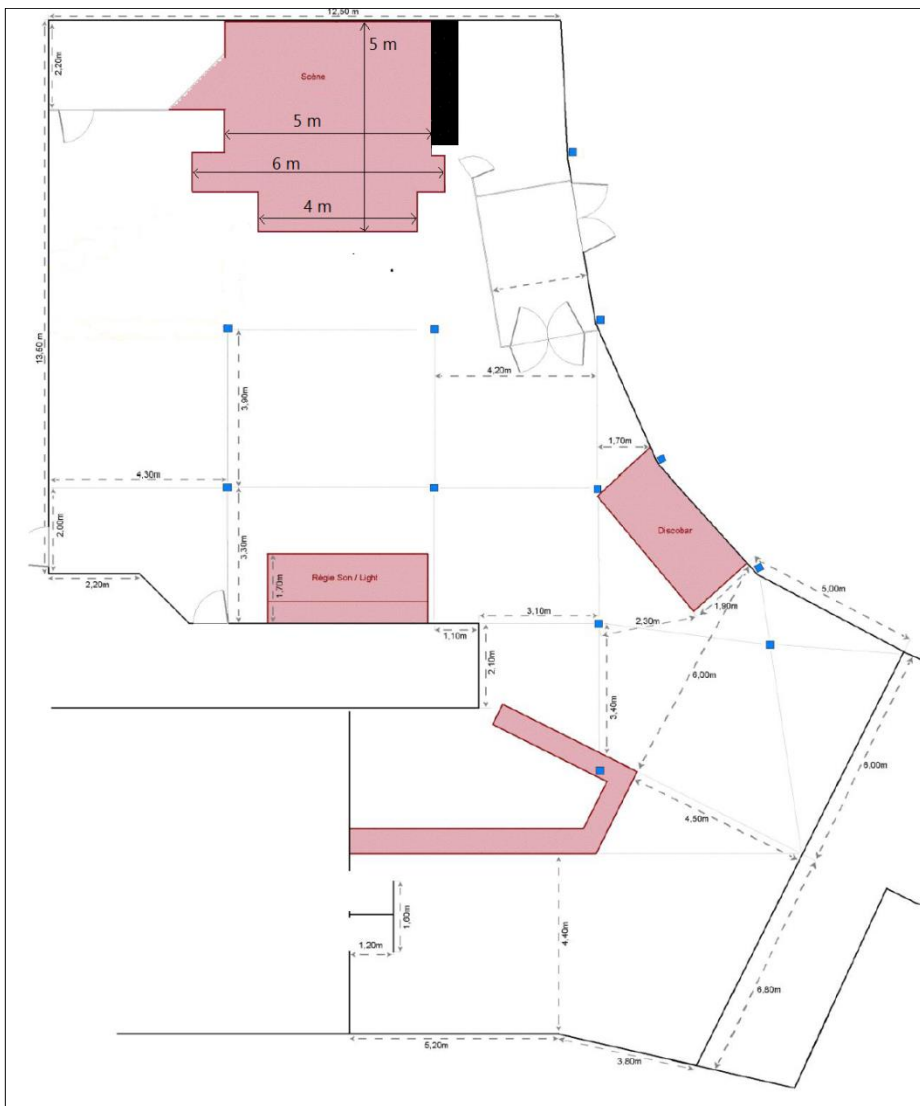 12,50 m
5 m
2,20m
Scène
5 m
6 m
4 m
13,50 m
3,90m
4,20m
1,70m
4,30m
2,00m
3,30m
Discobar
2,20m
1,70m
Régie Son / Light
5,00m
3,10m
1,90m
1,10m
2,30m
2,10m
6,00m
3,40m
6,00m
4,50m
1,60m
4,40m
1,20m
6,80m
5,20m
3,80m